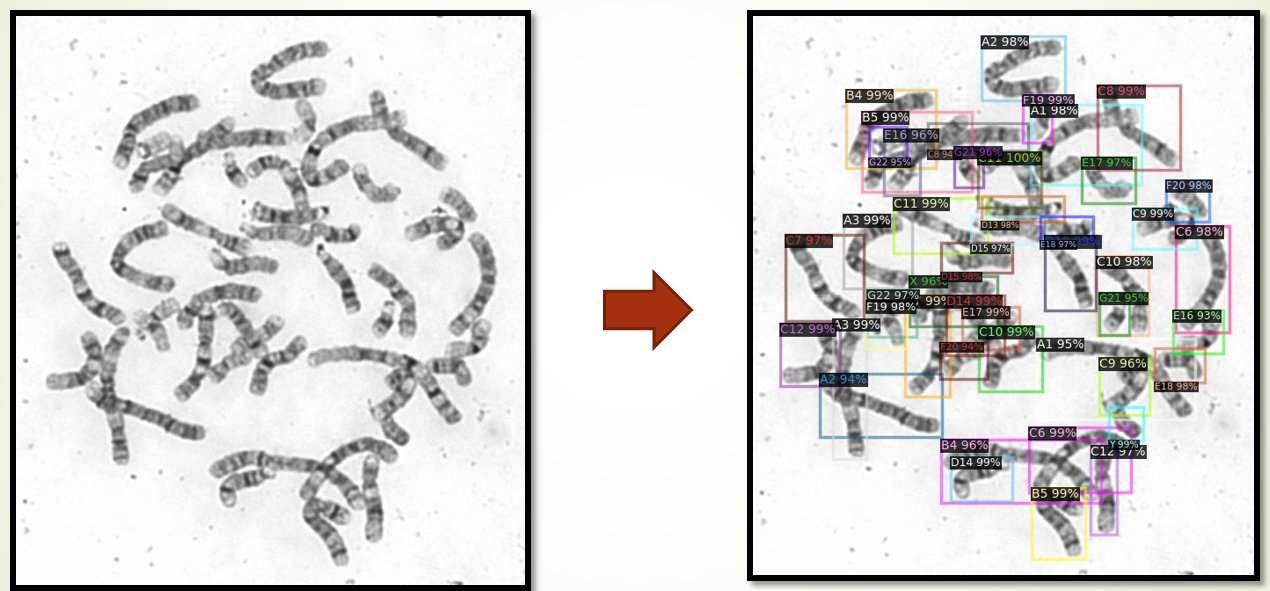 A2 98%
C8 99%
B4 99%
F19 99%
A1 98%
B5 99%
E16 96%
C8 94
G21 96%
C11 100%
G22 95%
E17 97%
F20 98%
C11 99%
C9 99%
A3 99%
D13 98%
C6 98%
C7 97%
E18 97%
D15 97%
C10 98%
D15 98%
X 96%
G22 97%
99%
D14 99%
G21 95%
F19 98%
E17 99%
E16 93%
A3 99%
C12 99%
C10 99%
A1 95%
F20 94%
C9 96%
A2 94%
E18 98%
C6 99%
B4 96%
Y 99%
C12 97%
D14 99%
B5 99%